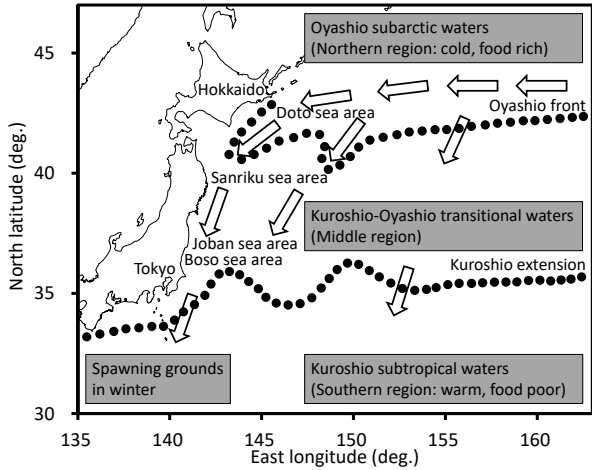 45
40
35
30
North latitude (deg.)
Oyashio subarctic waters
(Northern region: cold, food rich)
Hokkaido
Doto sea area
Oyashio front
Sanriku sea area
Kuroshio-Oyashio transitional waters
(Middle region)
Joban sea area
Boso sea area
Tokyo
Kuroshio extension
Spawning grounds
in winter
Kuroshio subtropical waters
(Southern region: warm, food poor)
135 140 145 150 155 160
East longitude (deg.)